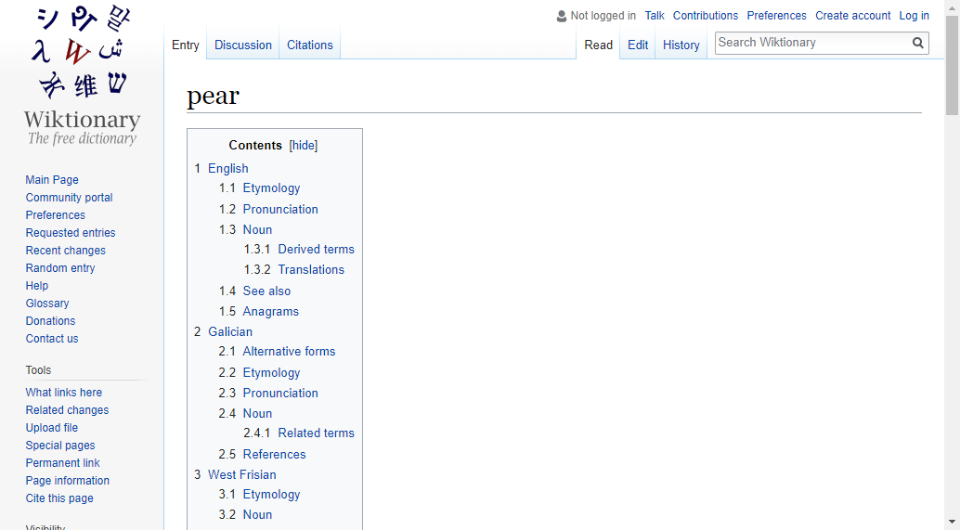 Not logged in Talk Contributions Preferences Create account Log in
Entry Discussion Citations Read Edit History Search Wiktionary
Wiktionary
The free dictionary
Main Page
Community portal
Preferences
Requested entries
Recent changes
Random entry
Help
Glossary
Donations
Contact us
Tools
What links here
Related changes
Upload file
Special pages
Permanent link
Page information
Cite this page
Visibility
pear
Contents [hide]
1 English
1.1 Etymology
1.2 Pronunciation
1.3 Noun
1.3.1 Derived terms
1.3.2 Translations
1.4 See also
1.5 Anagrams
2 Galician
2.1 Alternative forms
2.2 Etymology
2.3 Pronunciation
2.4 Noun
2.4.1 Related terms
2.5 References
3 West Frisian
3.1 Etymology
3.2 Noun